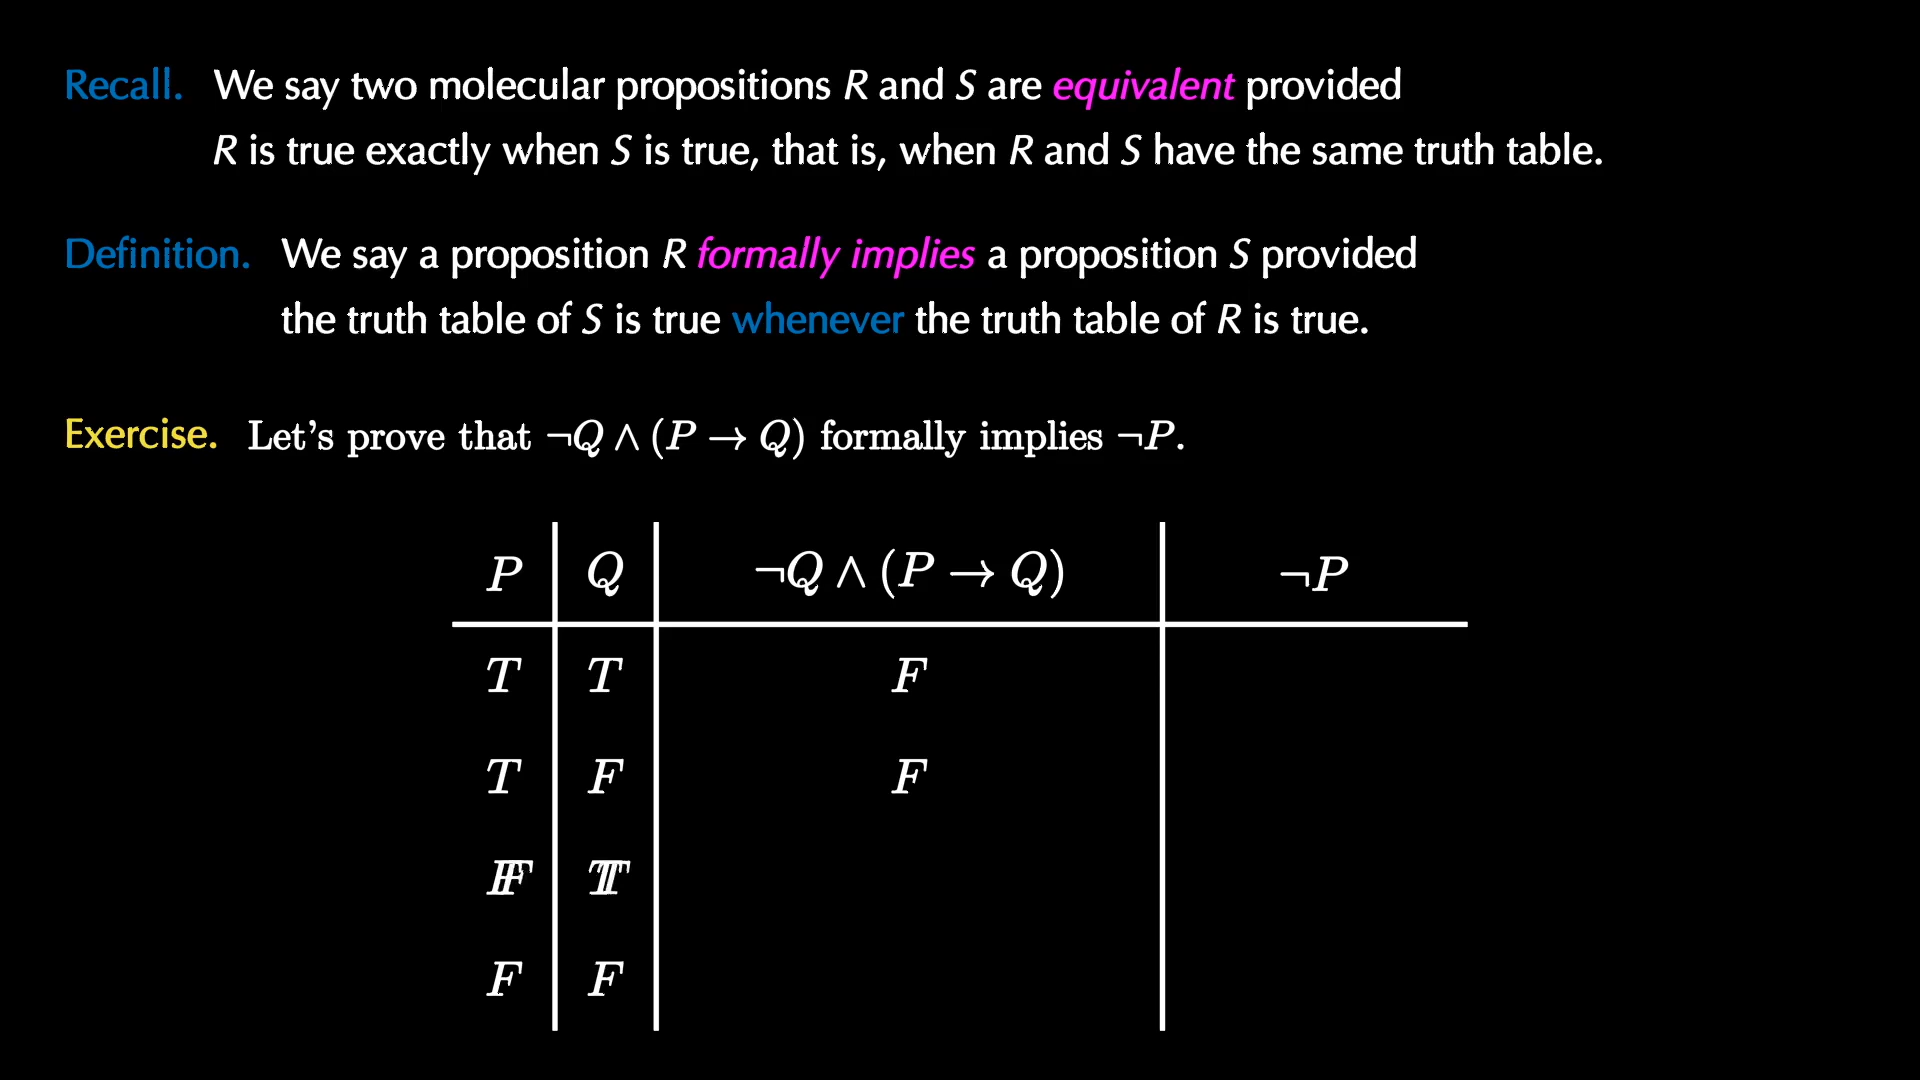 Recall. We say two molecular propositions R and S are equivalent provided
R is true exactly when S is true, that is, when R and S have the same truth table.
Definition. We say a proposition R formally implies a proposition S provided
the truth table of S is true whenever the truth table of R is true.
Exercise. Let's prove that ¬Q ∧ (P → Q) formally implies ¬P.
P Q ¬Q ∧ (P → Q) ¬P
T T F
T F F
F T
F F